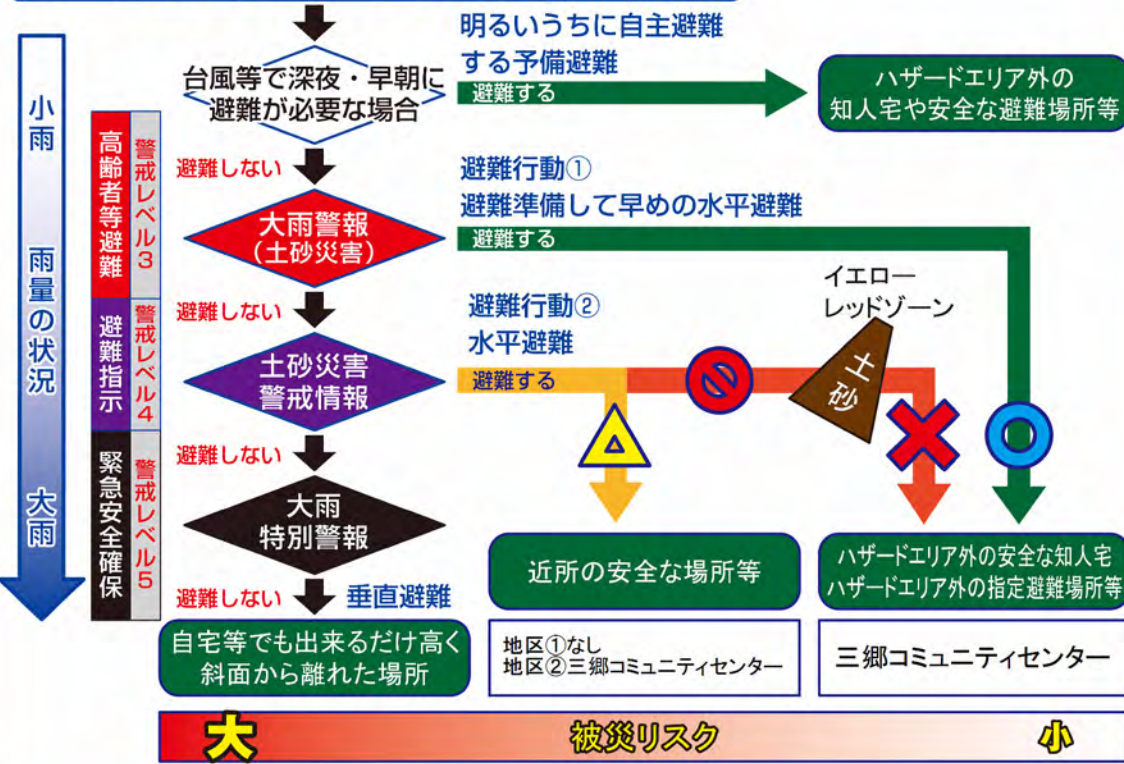 小雨
雨量の状況
大雨
高齢者等避難
警戒レベル3
避難指示
警戒レベル4
緊急安全確保
警戒レベル5
台風等で深夜・早朝に
避難が必要な場合
明るいうちに自主避難
する予備避難
避難する
ハザードエリア外の
知人宅や安全な避難場所等
避難しない
大雨警報
(土砂災害)
避難行動①
避難準備して早めの水平避難
避難する
避難しない
土砂災害
警戒情報
避難行動②
水平避難
避難する
イエロー
レッドゾーン
土砂
避難しない
大雨
特別警報
避難しない
垂直避難
自宅等でも出来るだけ高く
斜面から離れた場所
近所の安全な場所等
地区①なし
地区②三郷コミュニティセンター
ハザードエリア外の安全な知人宅
ハザードエリア外の指定避難場所等
三郷コミュニティセンター
大
被災リスク
小